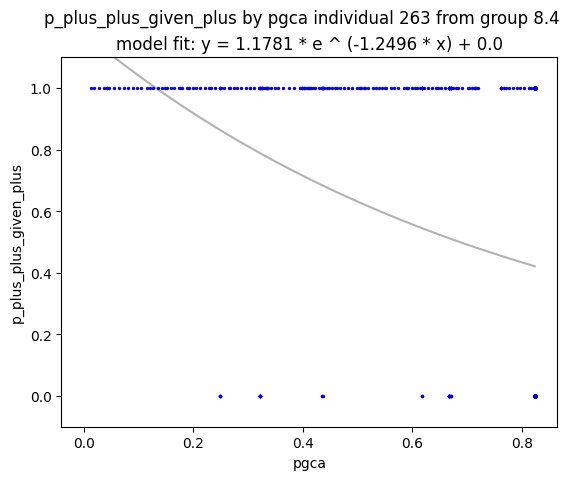 p_plus_plus_given_plus by pgca individual 263 from group 8.4
model fit: y = 1.1781 * e ^ (-1.2496 * x) + 0.0
1.0
0.8
0.6
0.4
0.2
0.0
p_plus_plus_given_plus
0.0 0.2 0.4 0.6 0.8
pgca